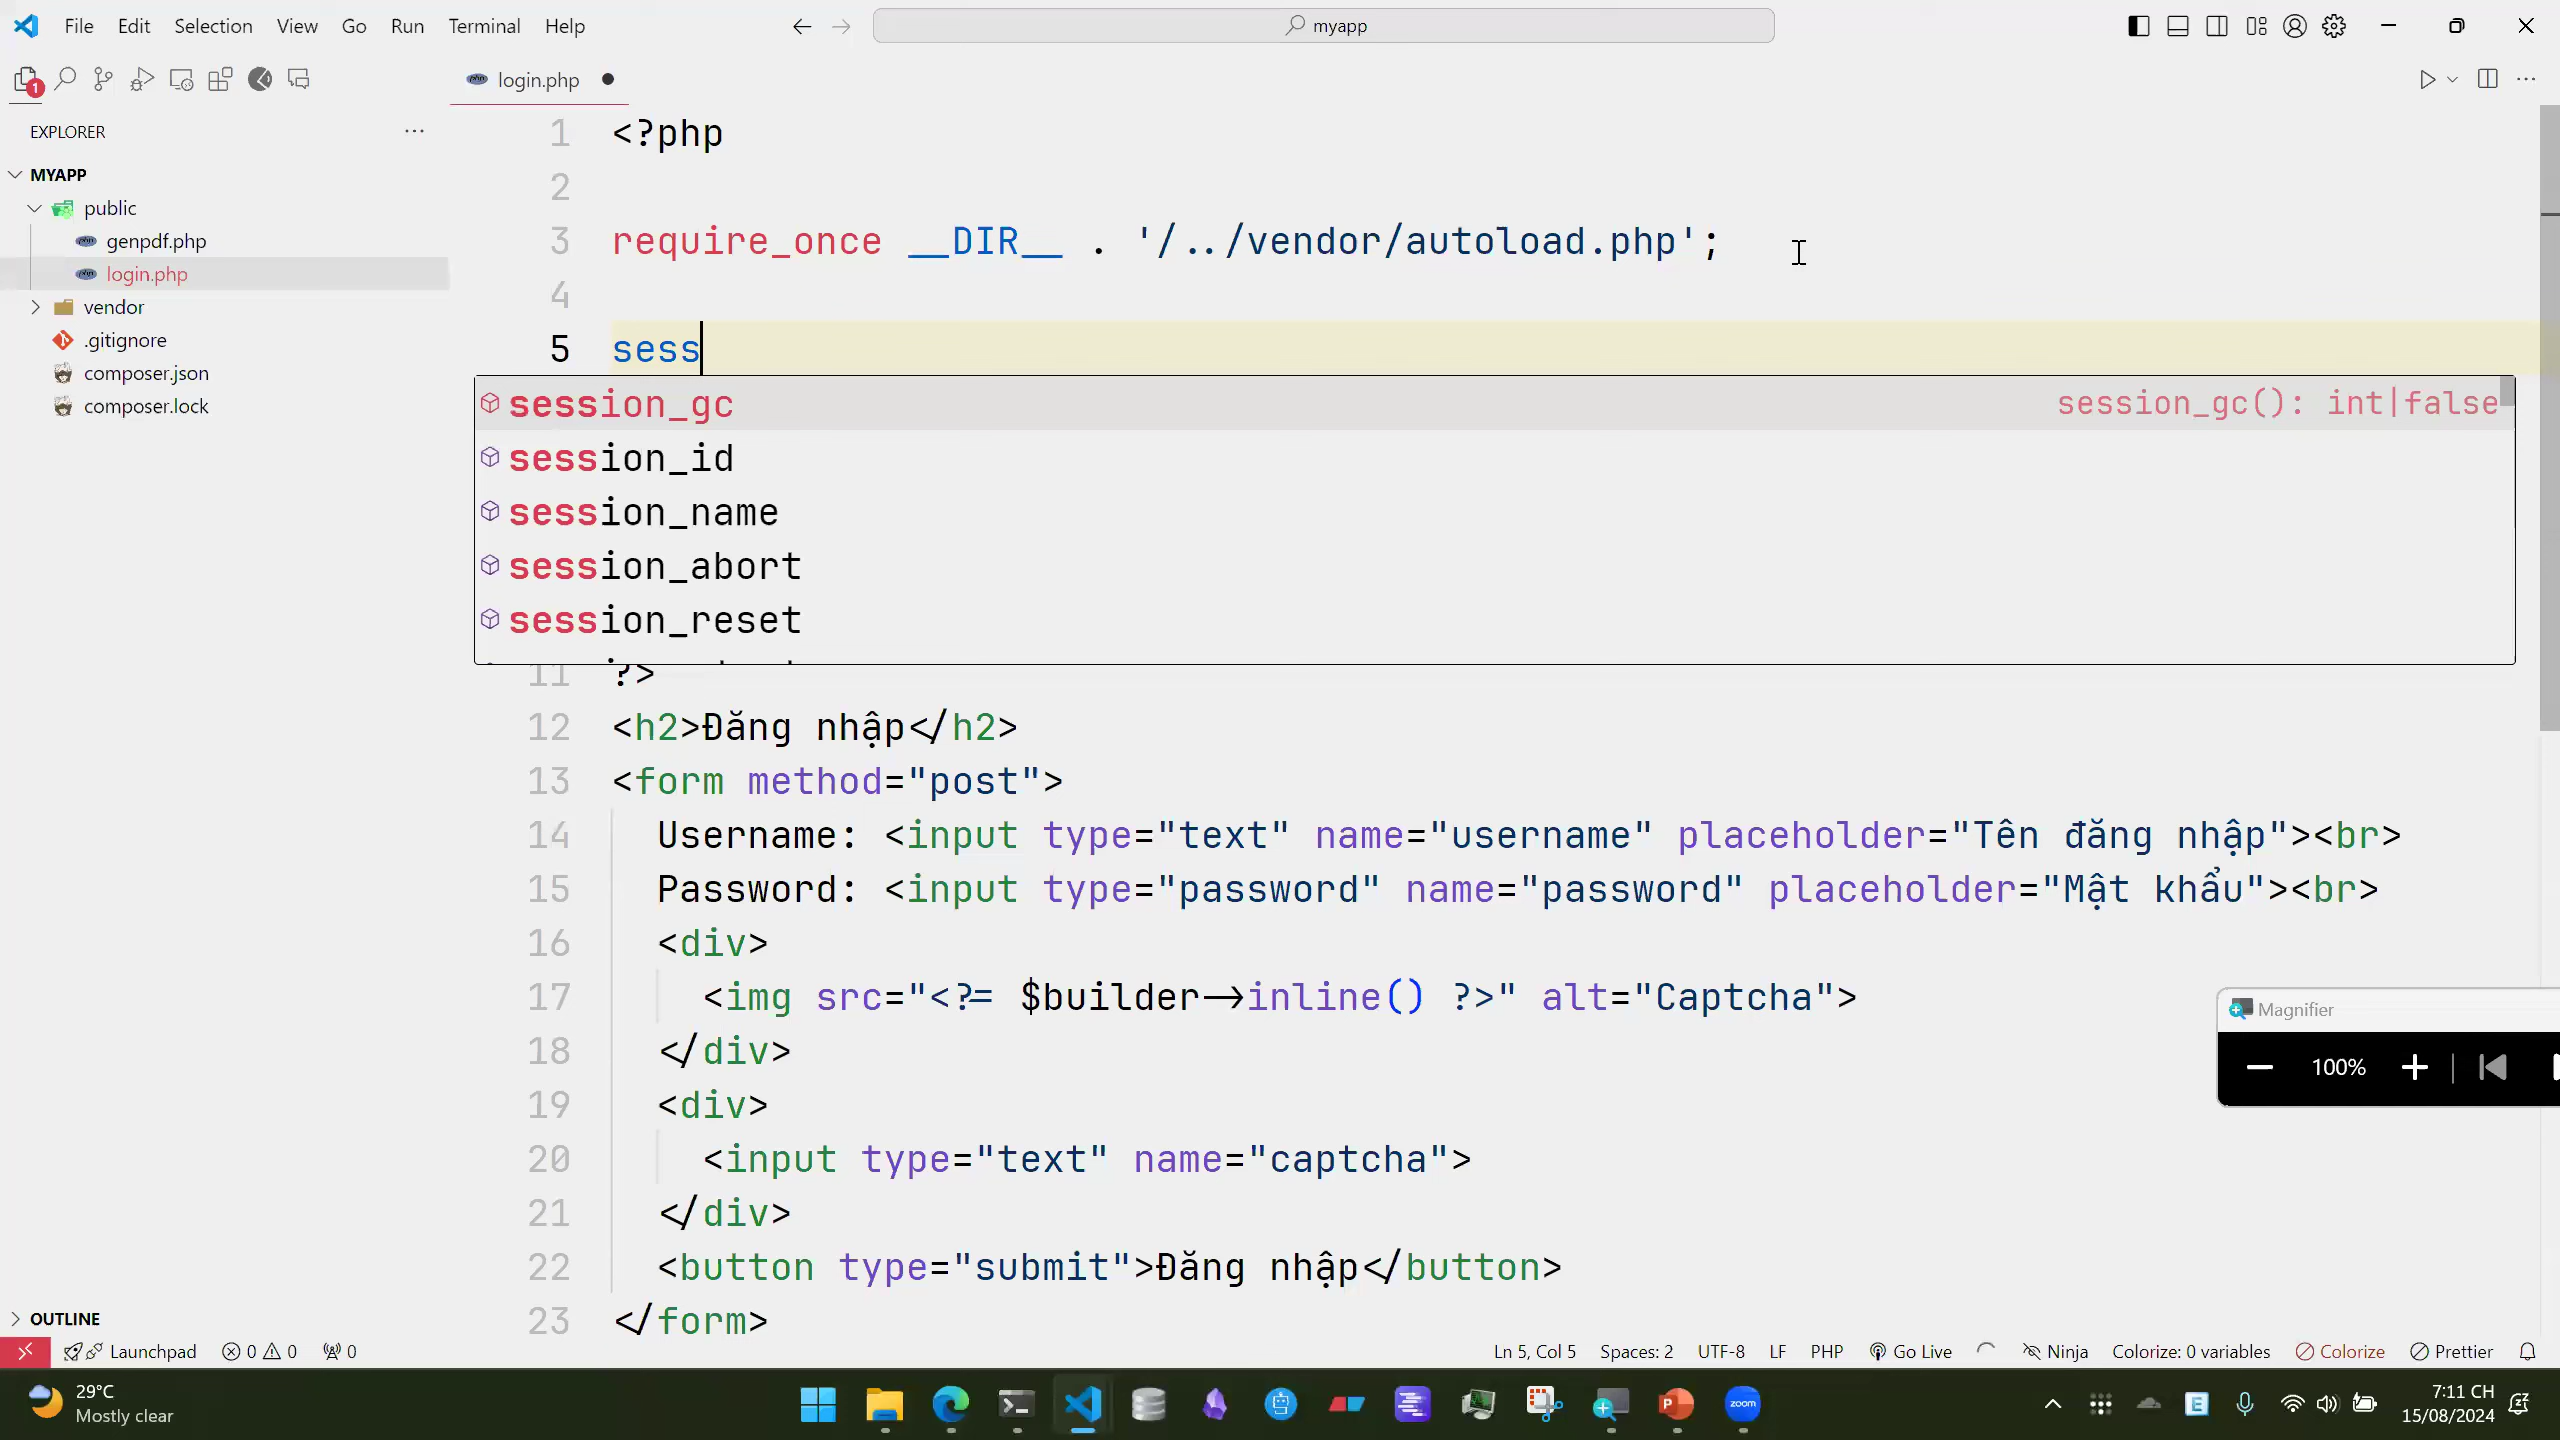 File Edit Selection View Go Run Terminal Help
myapp
1
login.php
EXPLORER
MYAPP
public
genpdf.php
login.php
vendor
.gitignore
composer.json
composer.lock
OUTLINE
1 <?php
2
3 require_once __DIR__ . '/../vendor/autoload.php';
4
5 sess
session_gc session_gc(): int|false
session_id
session_name
session_abort
session_reset
11 ?>
12 <h2>Đăng nhập</h2>
13 <form method="post">
14 Username: <input type="text" name="username" placeholder="Tên đăng nhập"><br>
15 Password: <input type="password" name="password" placeholder="Mật khẩu"><br>
16 <div>
17 <img src="<?= $builder->inline() ?>" alt="Captcha">
18 </div>
19 <div>
20 <input type="text" name="captcha">
21 </div>
22 <button type="submit">Đăng nhập</button>
23 </form>
Magnifier
100%
Launchpad 0 0 0 Ln 5, Col 5 Spaces: 2 UTF-8 LF PHP Go Live Ninja Colorize: 0 variables Colorize Prettier
29°C
Mostly clear
zoom
7:11 CH
15/08/2024